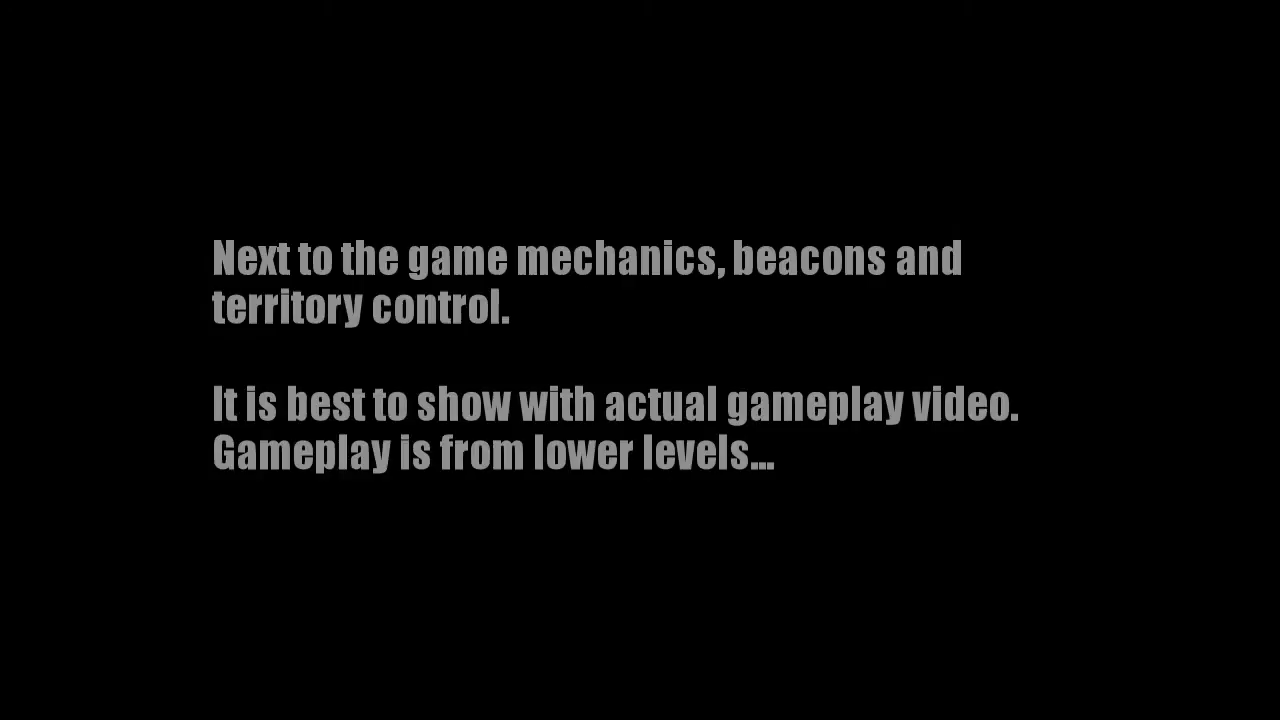 Next to the game mechanics, beacons and
territory control.
It is best to show with actual gameplay video.
Gameplay is from lower levels...